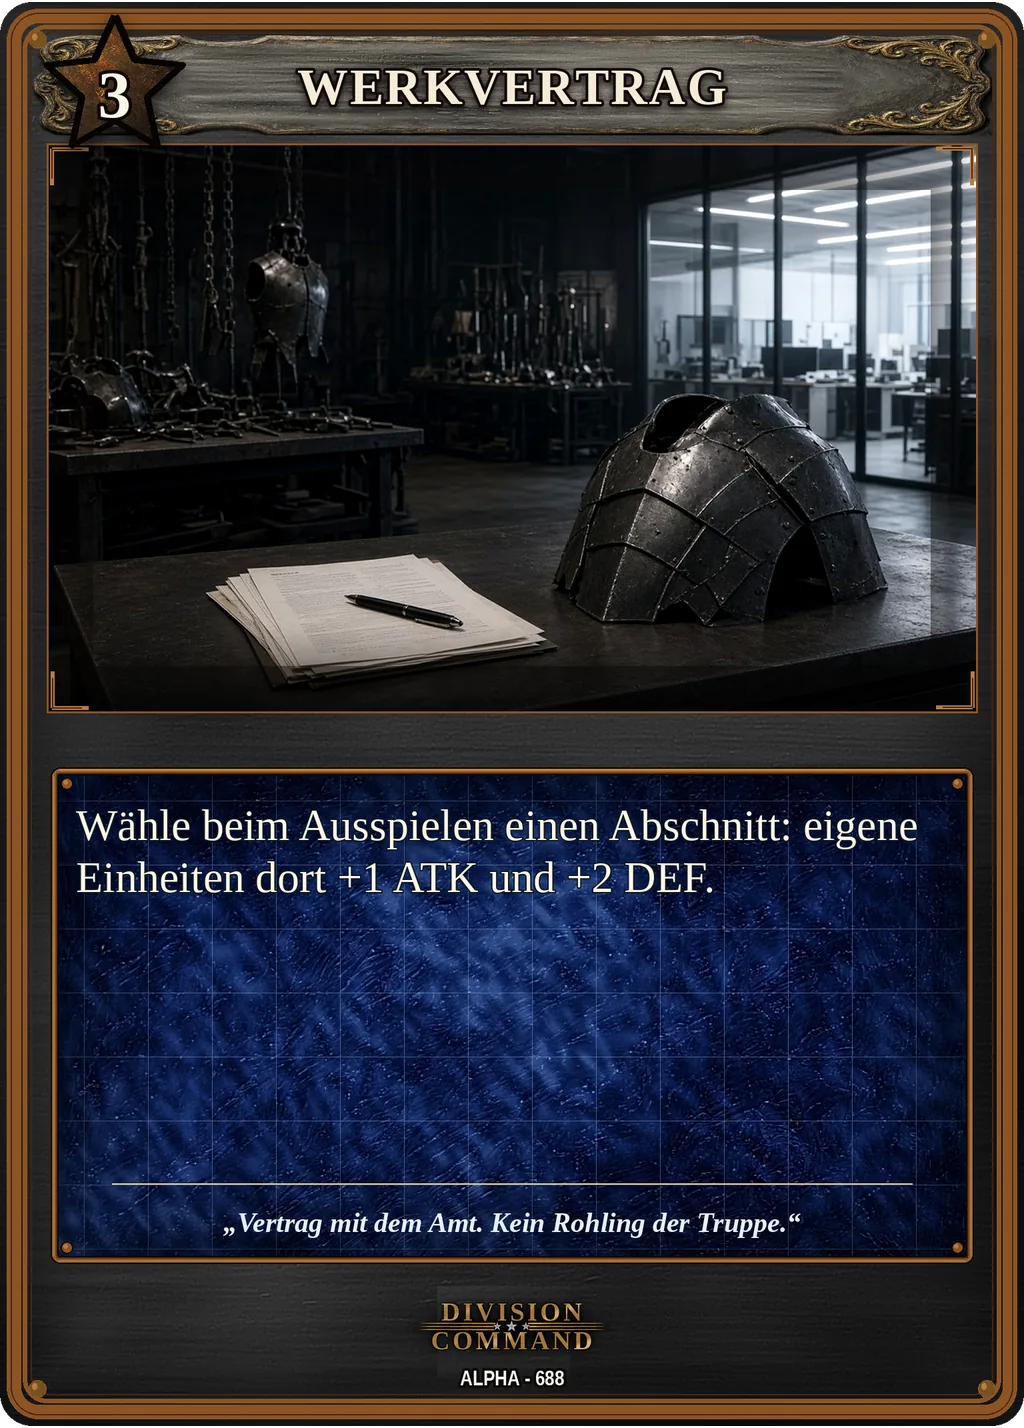 3
WERKVERTRAG
Wähle beim Ausspielen einen Abschnitt: eigene
Einheiten dort +1 ATK und +2 DEF.
„Vertrag mit dem Amt. Kein Rohling der Truppe.“
DIVISION
COMMAND
ALPHA - 688